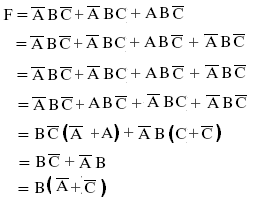 F = A̅ B C̅ + A̅ B C + A B C̅
= A̅ B C̅ + A̅ B C + A B C̅ + A̅ B C̅
= A̅ B C̅ + A̅ B C + A B C̅ + A̅ B C̅
= A̅ B C̅ + A B C̅ + A̅ B C + A̅ B C̅
= B C̅ ( A̅ + A ) + A̅ B ( C + C̅ )
= B C̅ + A̅ B
= B ( A̅ + C̅ )